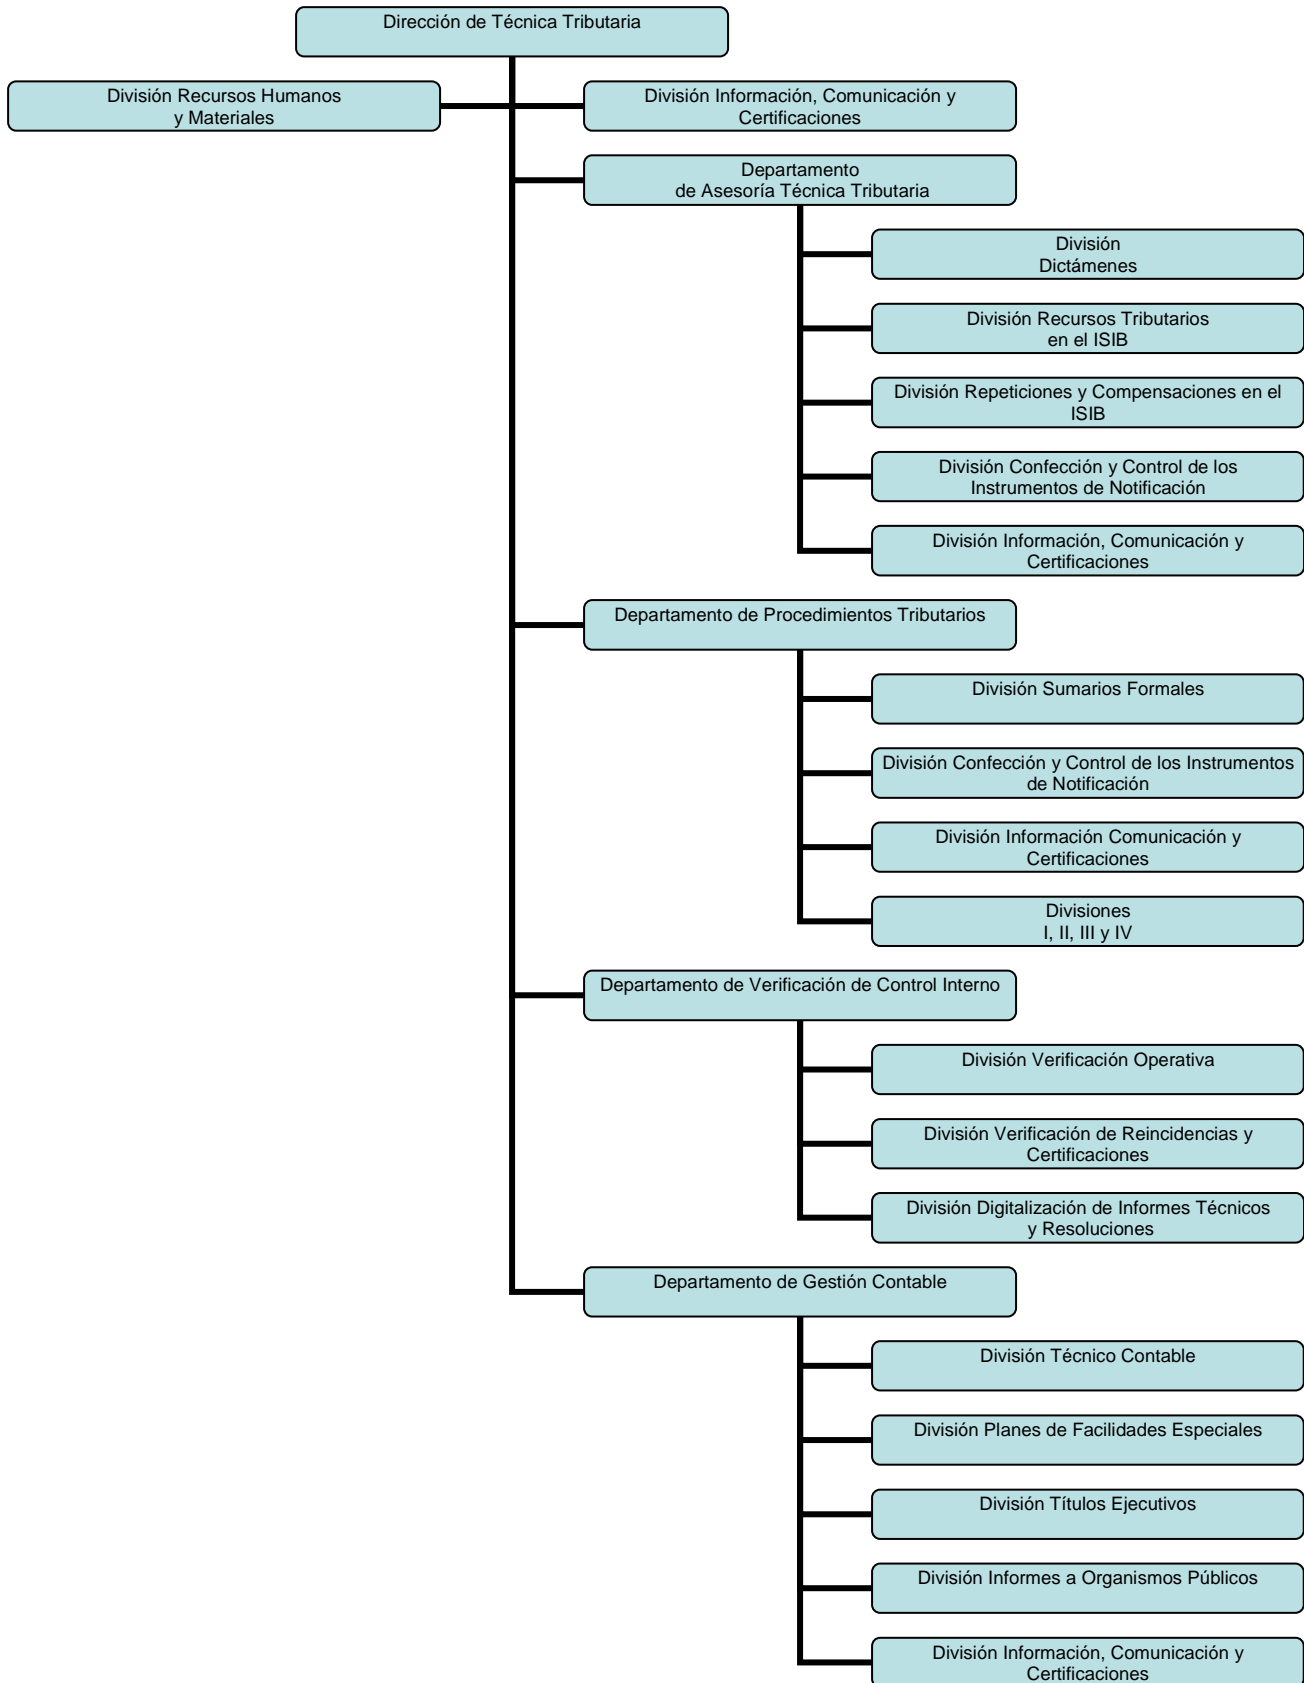 Dirección de Técnica Tributaria
División Recursos Humanos
y Materiales
División Información, Comunicación y
Certificaciones
Departamento
de Asesoría Técnica Tributaria
División
Dictámenes
División Recursos Tributarios
en el ISIB
División Repeticiones y Compensaciones en el
ISIB
División Confección y Control de los
Instrumentos de Notificación
División Información, Comunicación y
Certificaciones
Departamento de Procedimientos Tributarios
División Sumarios Formales
División Confección y Control de los Instrumentos
de Notificación
División Información Comunicación y
Certificaciones
Divisiones
I, II, III y IV
Departamento de Verificación de Control Interno
División Verificación Operativa
División Verificación de Reincidencias y
Certificaciones
División Digitalización de Informes Técnicos
y Resoluciones
Departamento de Gestión Contable
División Técnico Contable
División Planes de Facilidades Especiales
División Títulos Ejecutivos
División Informes a Organismos Públicos
División Información, Comunicación y
Certificaciones